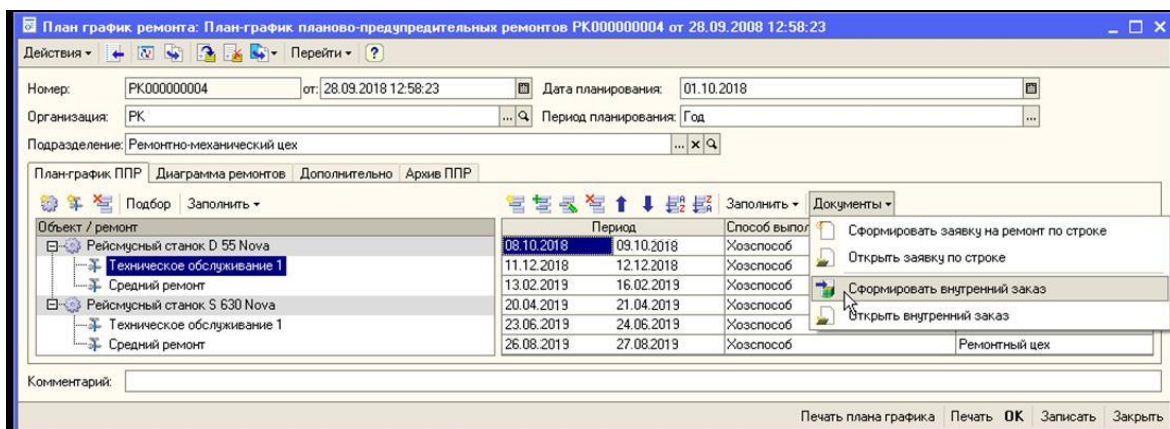 План график ремонта: План-график планово-предупредительных ремонтов РК000000004 от 28.09.2008 12:58:23
Действия Перейти ?
Номер: РК000000004 от: 28.09.2018 12:58:23 Дата планирования: 01.10.2018
Организация: РК ... Период планирования: Год ...
Подразделение: Ремонтно-механический цех ... x
План-график ППР Диаграмма ремонтов Дополнительно Архив ППР
Подбор Заполнить Заполнить Документы
Объект / ремонт Период Способ выпол
Рейсмусный станок D 55 Nova 08.10.2018 09.10.2018 Хозспособ
Техническое обслуживание 1 11.12.2018 12.12.2018 Хозспособ
Средний ремонт 13.02.2019 16.02.2019 Хозспособ
Рейсмусный станок S 630 Nova 20.04.2019 21.04.2019 Хозспособ
Техническое обслуживание 1 23.06.2019 24.06.2019 Хозспособ
Средний ремонт 26.08.2019 27.08.2019 Хозспособ Ремонтный цех
Сформировать заявку на ремонт по строке
Открыть заявку по строке
Сформировать внутренний заказ
Открыть внутренний заказ
Комментарий:
Печать плана графика Печать OK Записать Закрыть